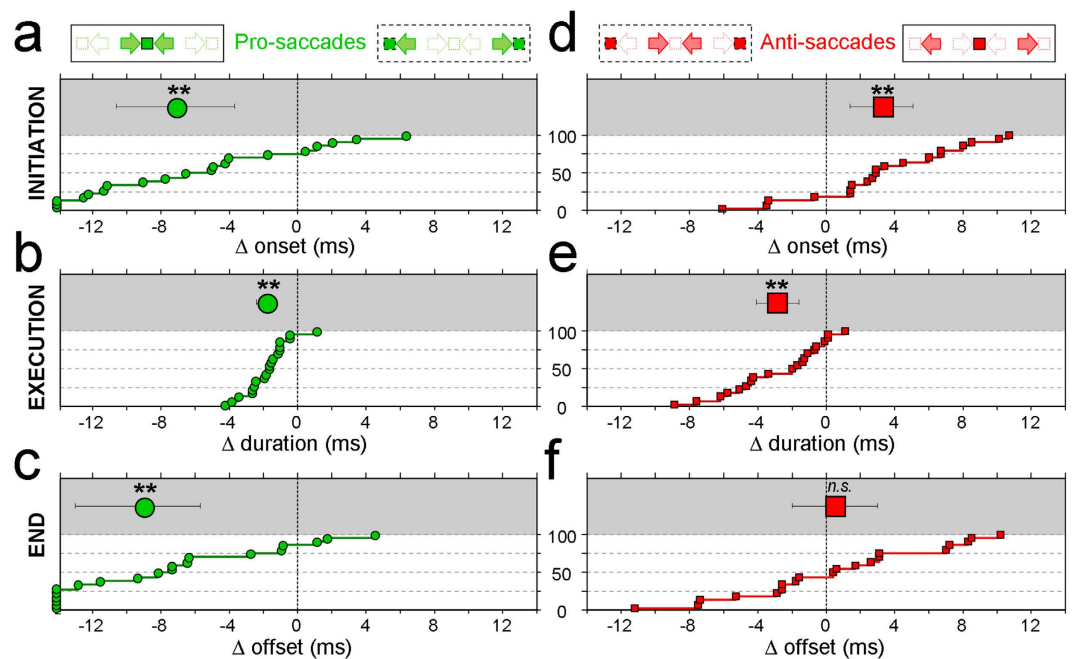 a Pro-saccades
d Anti-saccades
INITIATION
**
-12 -8 -4 0 4 8 12
Δ onset (ms)
**
100
50
0
-12 -8 -4 0 4 8 12
Δ onset (ms)
b
EXECUTION
**
-12 -8 -4 0 4 8 12
Δ duration (ms)
e
**
100
50
0
-12 -8 -4 0 4 8 12
Δ duration (ms)
c
END
**
-12 -8 -4 0 4 8 12
Δ offset (ms)
f
n.s.
100
50
0
-12 -8 -4 0 4 8 12
Δ offset (ms)